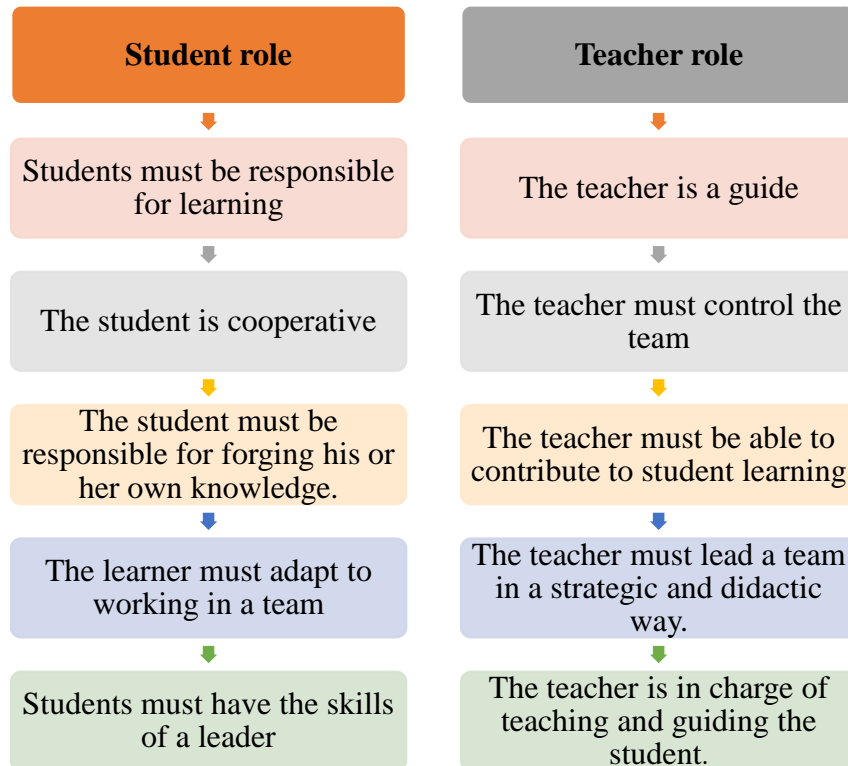 Student role
Students must be responsible
for learning
The student is cooperative
The student must be
responsible for forging his or
her own knowledge.
The learner must adapt to
working in a team
Students must have the skills
of a leader
Teacher role
The teacher is a guide
The teacher must control the
team
The teacher must be able to
contribute to student learning
The teacher must lead a team
in a strategic and didactic
way.
The teacher is in charge of
teaching and guiding the
student.